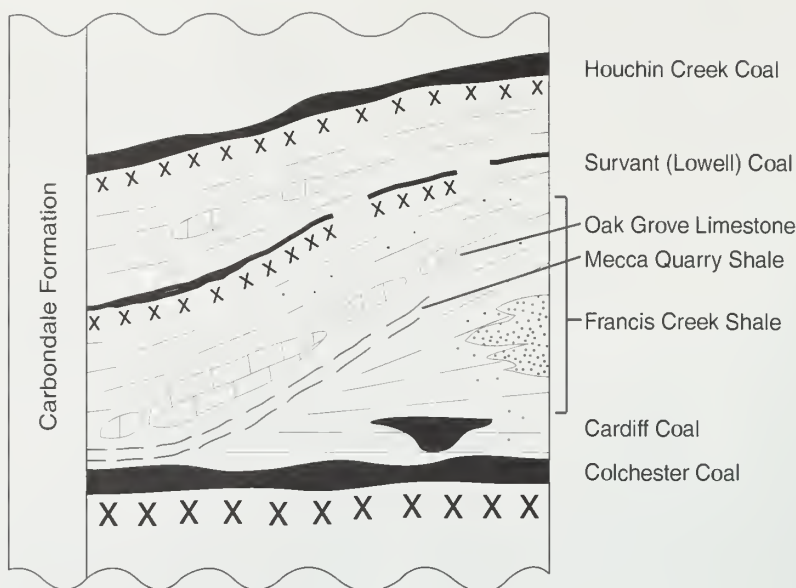 Carbondale Formation
Houchin Creek Coal
Survant (Lowell) Coal
Oak Grove Limestone
Mecca Quarry Shale
Francis Creek Shale
Cardiff Coal
Colchester Coal
X X X X X X X X X X X X
X X X X X X X X X
X X X X
X X X X X X X X X X